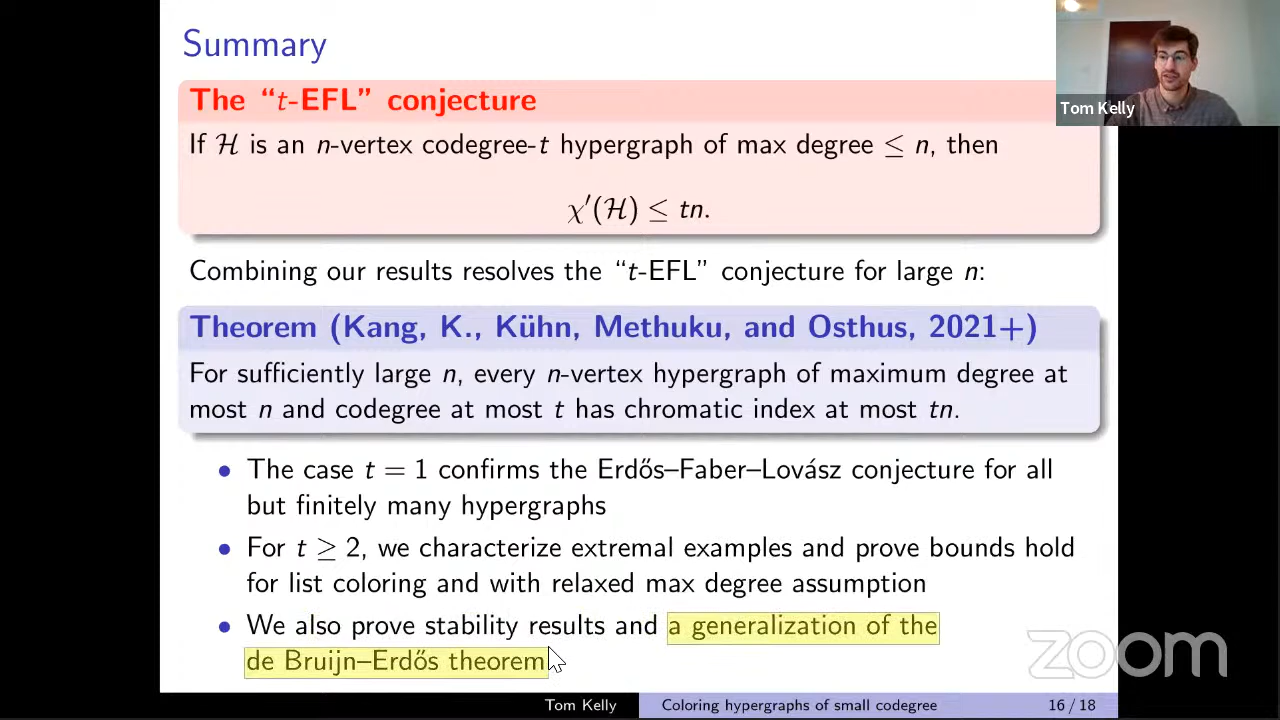 Summary
The “t-EFL” conjecture
If ℋ is an n-vertex codegree-t hypergraph of max degree ≤ n, then
χ′(ℋ) ≤ tn.
Combining our results resolves the “t-EFL” conjecture for large n:
Theorem (Kang, K., Kühn, Methuku, and Osthus, 2021+)
For sufficiently large n, every n-vertex hypergraph of maximum degree at
most n and codegree at most t has chromatic index at most tn.
• The case t = 1 confirms the Erdős–Faber–Lovász conjecture for all
but finitely many hypergraphs
• For t ≥ 2, we characterize extremal examples and prove bounds hold
for list coloring and with relaxed max degree assumption
• We also prove stability results and a generalization of the
de Bruijn–Erdős theorem
Tom Kelly
Coloring hypergraphs of small codegree
16 / 18
Tom Kelly
zoom